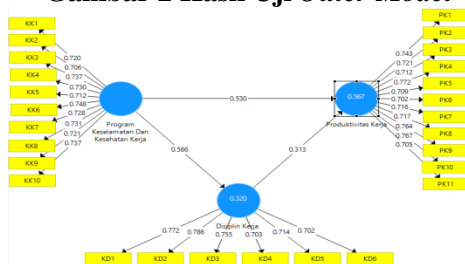 Gambar Hasil Uji Outer Model
KK1
KK2
KK3
KK4
KK5
KK6
KK7
KK8
KK9
KK10
0.720
0.706
0.737
0.730
0.712
0.748
0.728
0.731
0.721
0.737
Program
Keselamatan Dan
Kesehatan Kerja
0.530
0.566
0.313
0.567
Produktivitas Kerja
0.743
0.721
0.712
0.772
0.709
0.702
0.716
0.717
0.764
0.767
0.705
PK1
PK2
PK3
PK4
PK5
PK6
PK7
PK8
PK9
PK10
PK11
0.320
Disiplin Kerja
0.772 0.786 0.703 0.714 0.702
KD1 KD2 KD3 KD4 KD5 KD6